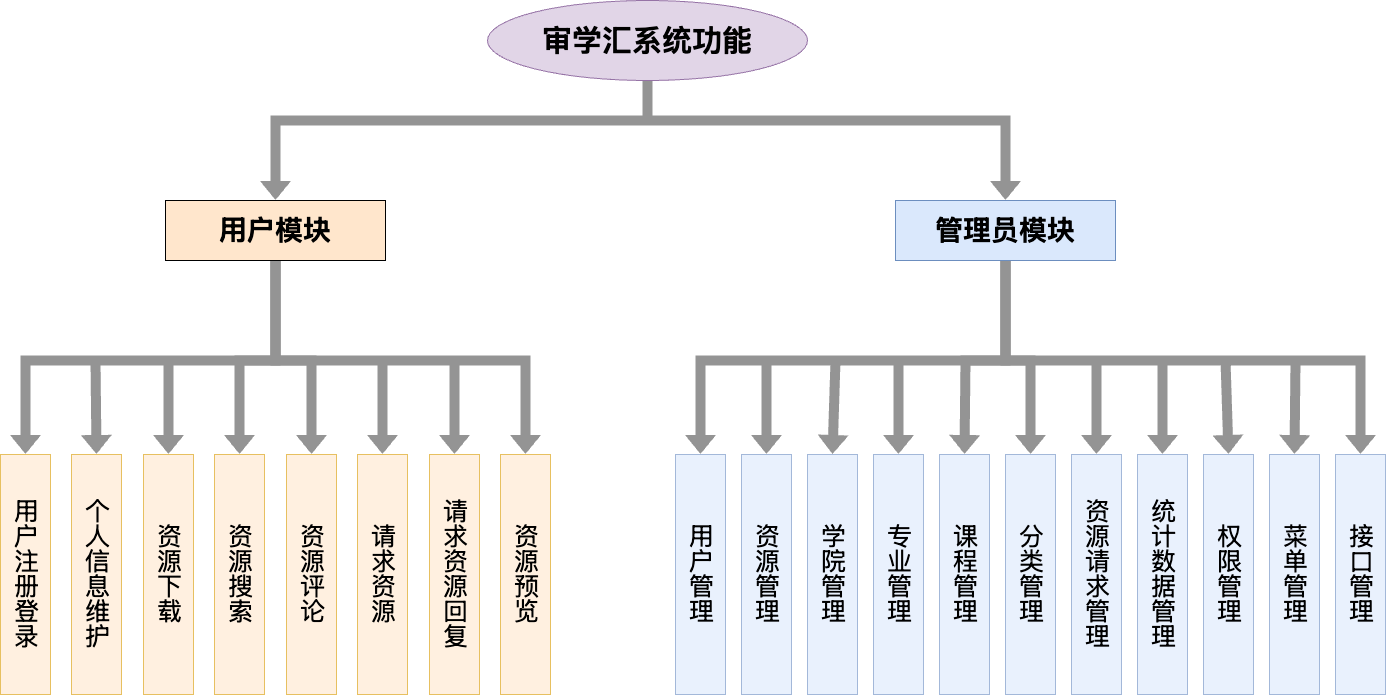 审学汇系统功能
用户模块
管理员模块
用户注册登录
个人信息维护
资源下载
资源搜索
资源评论
请求资源
请求资源回复
资源预览
用户管理
资源管理
学院管理
专业管理
课程管理
分类管理
资源请求管理
统计数据管理
权限管理
菜单管理
接口管理